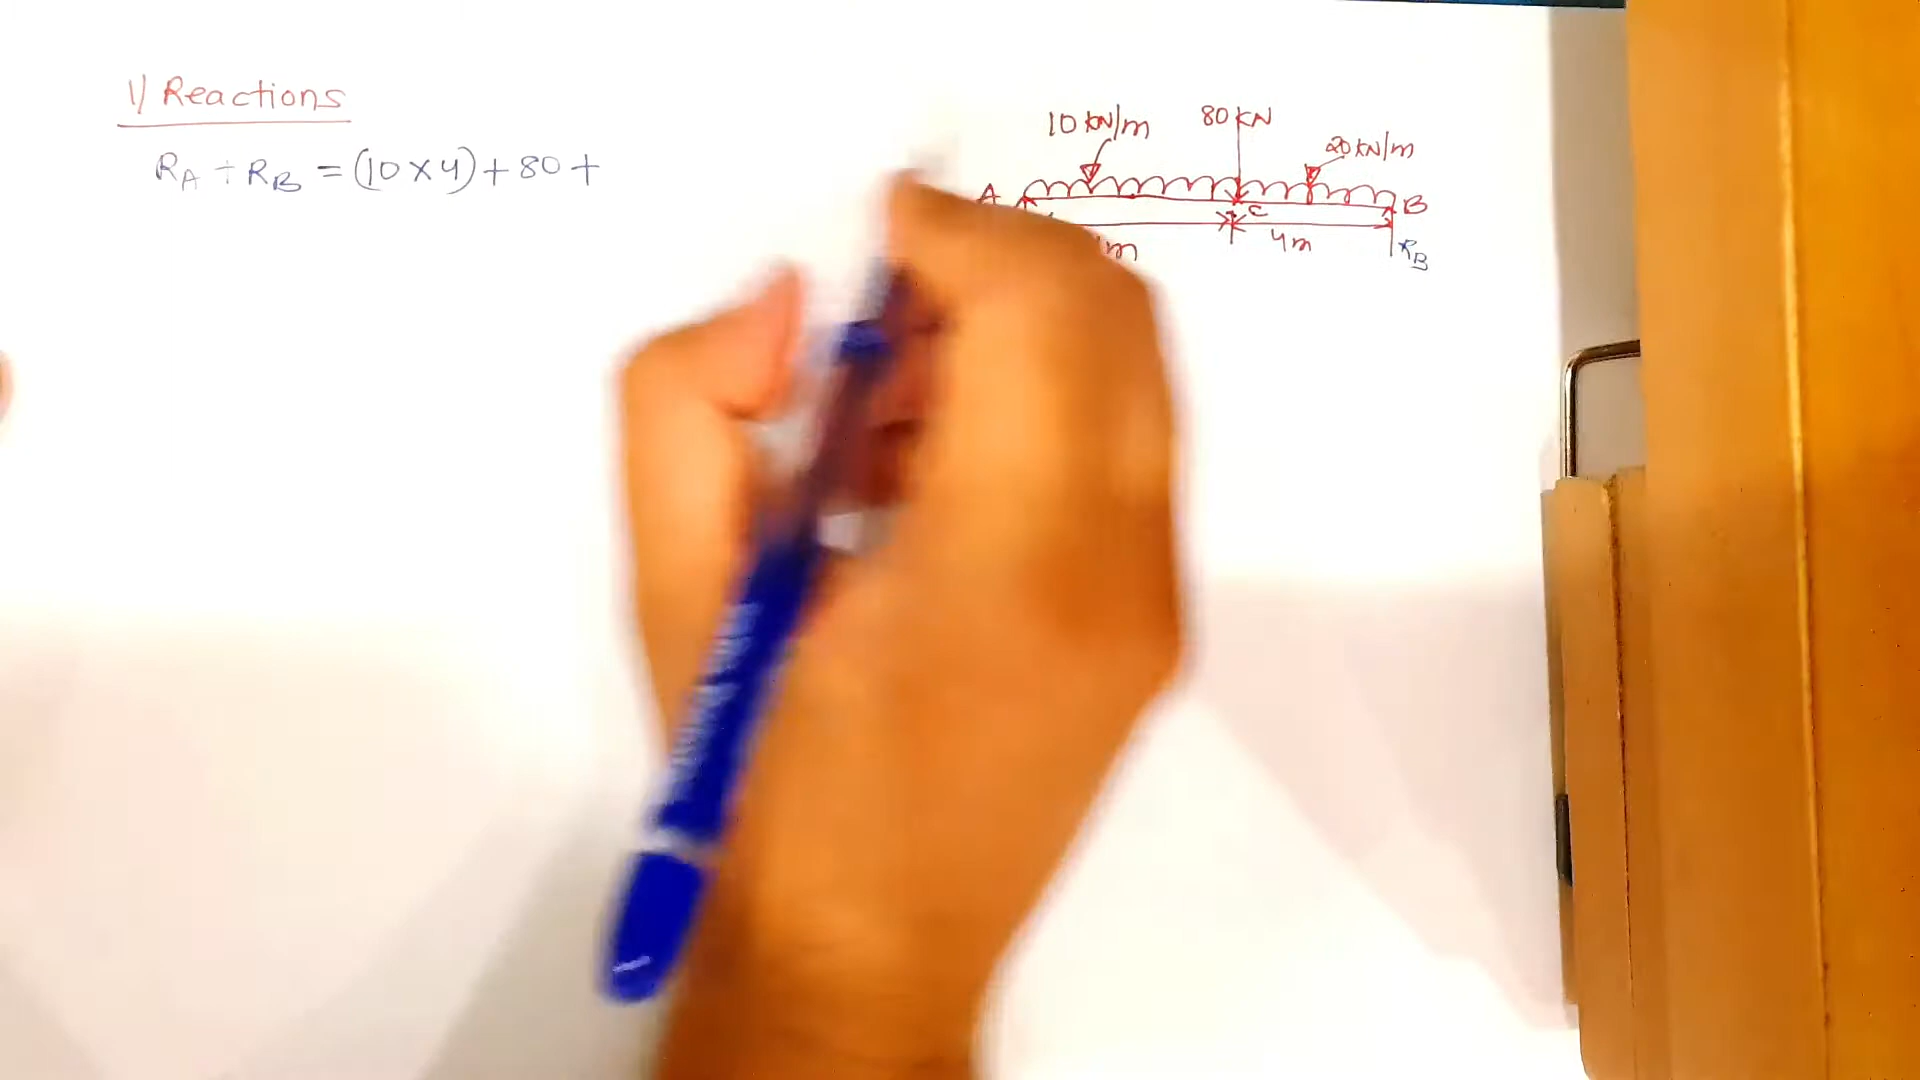 1) Reactions
RA + RB = (10 x 4) + 80 +
10 kN/m
80 kN
20 kN/m
A
C
B
m
4m
RB